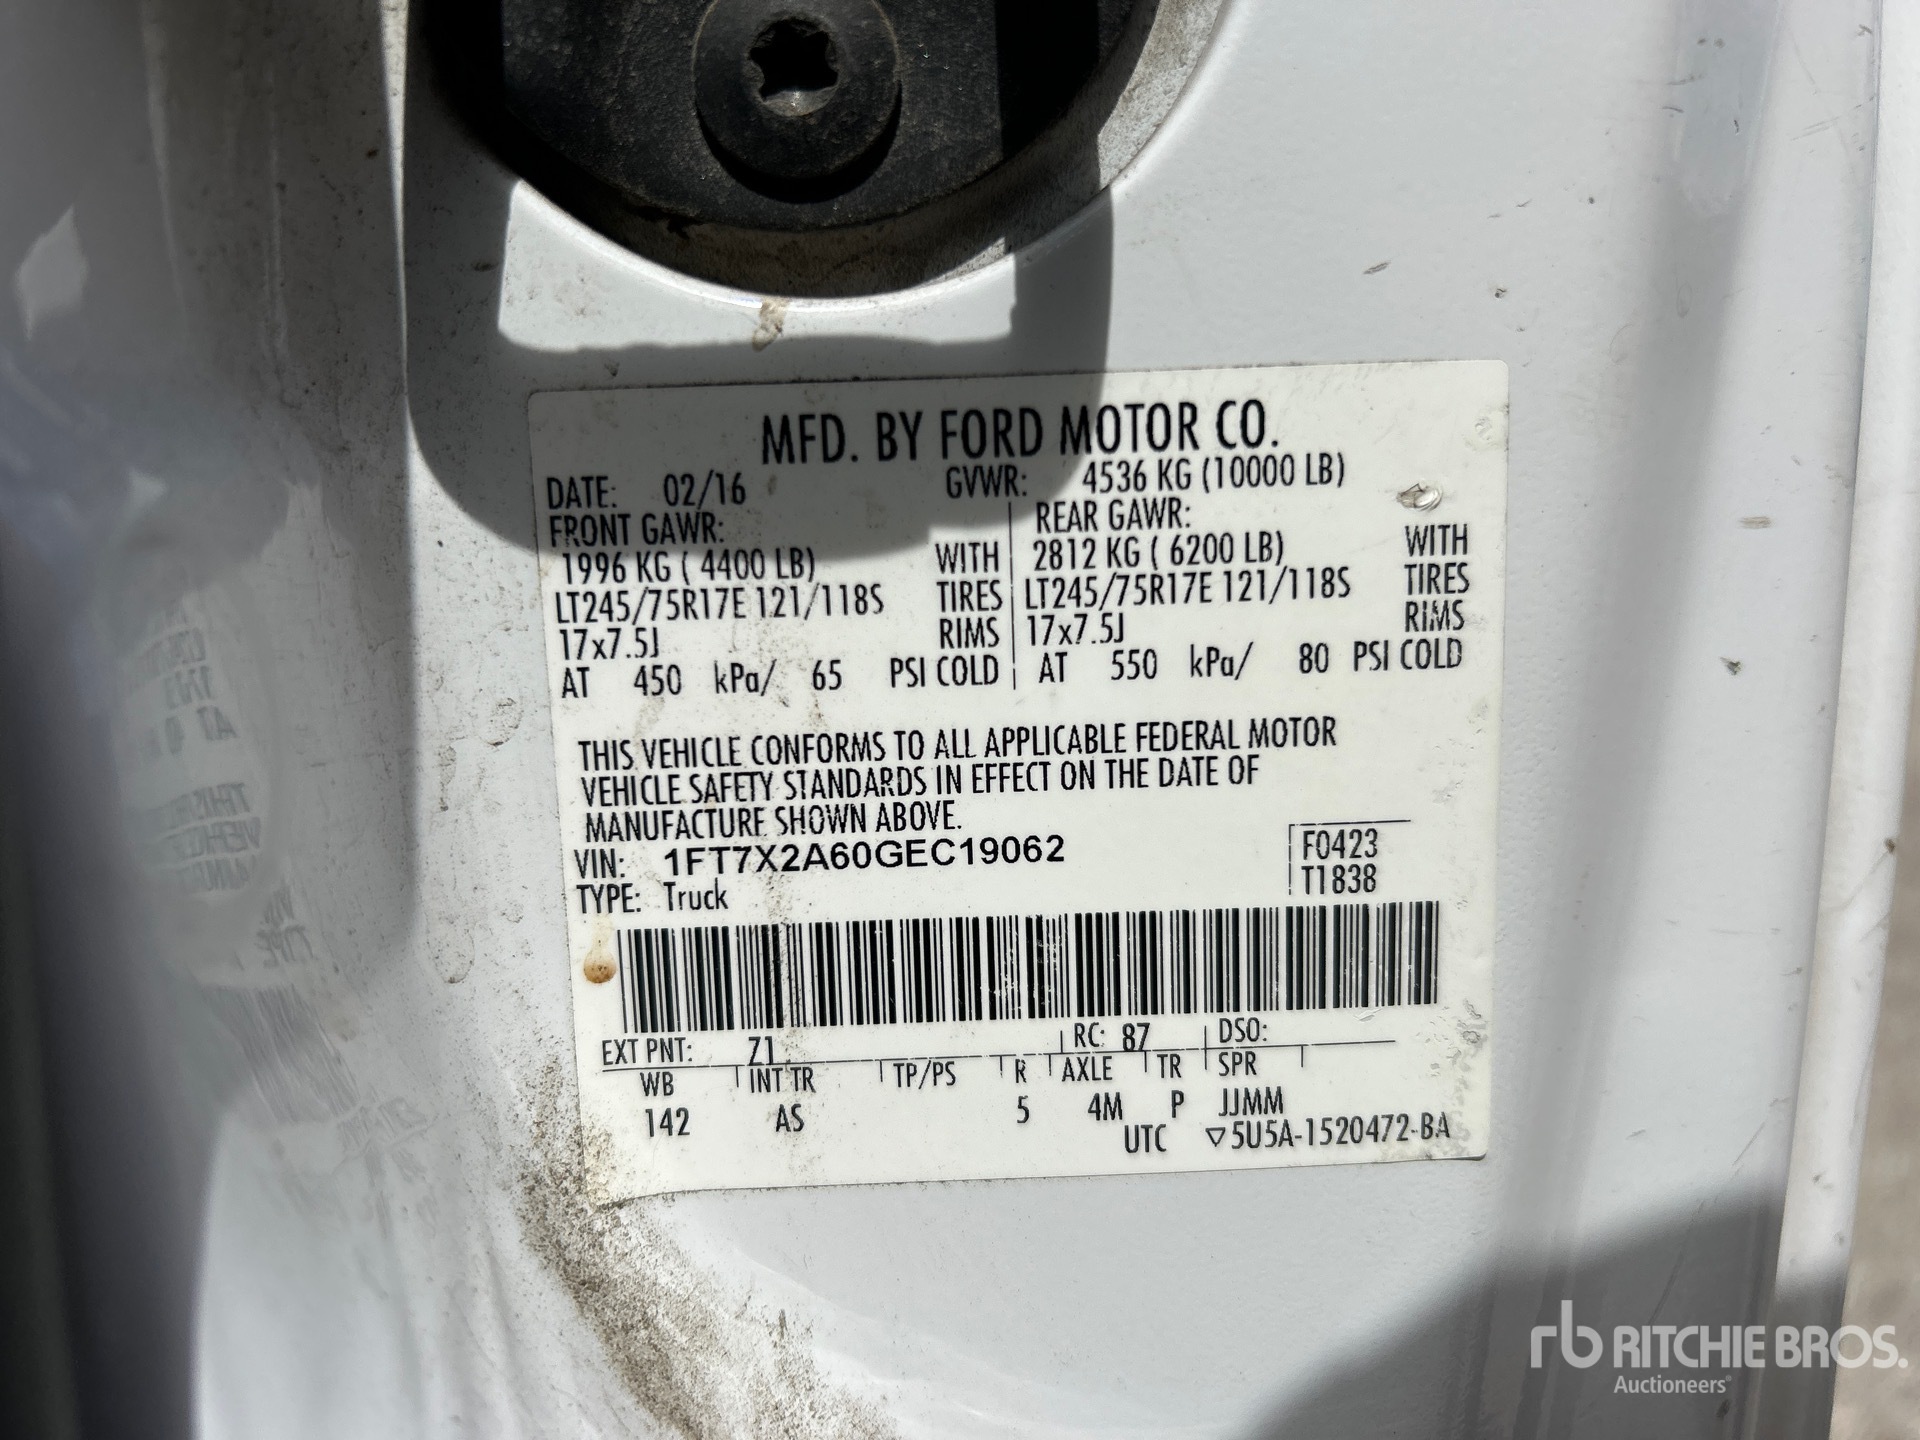 MFD. BY FORD MOTOR CO.
DATE: 02/16 GVWR: 4536 KG (10000 LB)
FRONT GAWR: REAR GAWR:
1996 KG ( 4400 LB) WITH 2812 KG ( 6200 LB) WITH
LT245/75R17E 121/118S TIRES LT245/75R17E 121/118S TIRES
17x7.5J RIMS 17x7.5J RIMS
AT 450 kPa/ 65 PSI COLD AT 550 kPa/ 80 PSI COLD
THIS VEHICLE CONFORMS TO ALL APPLICABLE FEDERAL MOTOR
VEHICLE SAFETY STANDARDS IN EFFECT ON THE DATE OF
MANUFACTURE SHOWN ABOVE.
VIN: 1FT7X2A60GEC19062 F0423
TYPE: Truck T1838
EXT PNT: Z1 RC: 87 DSO:
WB INT TR TP/PS R AXLE TR SPR
142 AS 5 4M P JJMM
UTC ▽5U5A-1520472-BA
rb RITCHIE BROS.
Auctioneers